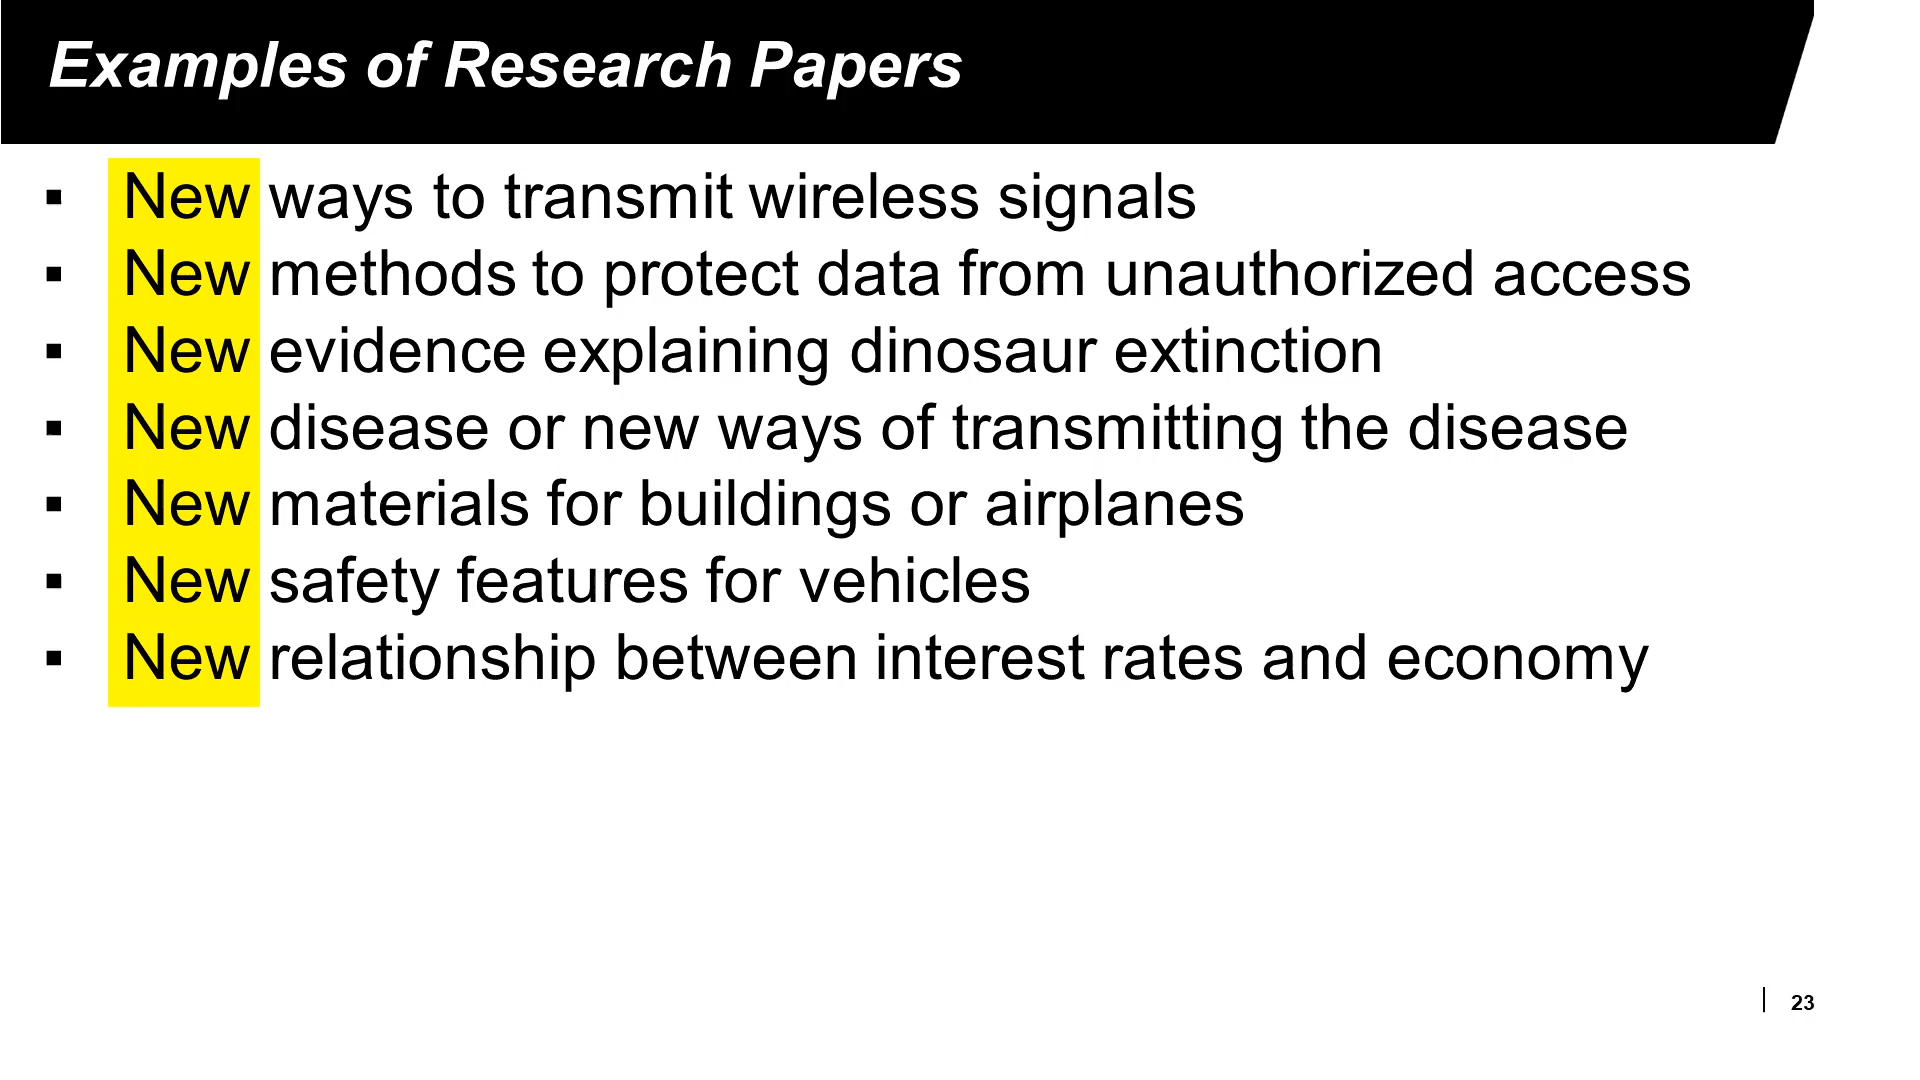 Examples of Research Papers
▪ New ways to transmit wireless signals
▪ New methods to protect data from unauthorized access
▪ New evidence explaining dinosaur extinction
▪ New disease or new ways of transmitting the disease
▪ New materials for buildings or airplanes
▪ New safety features for vehicles
▪ New relationship between interest rates and economy
23